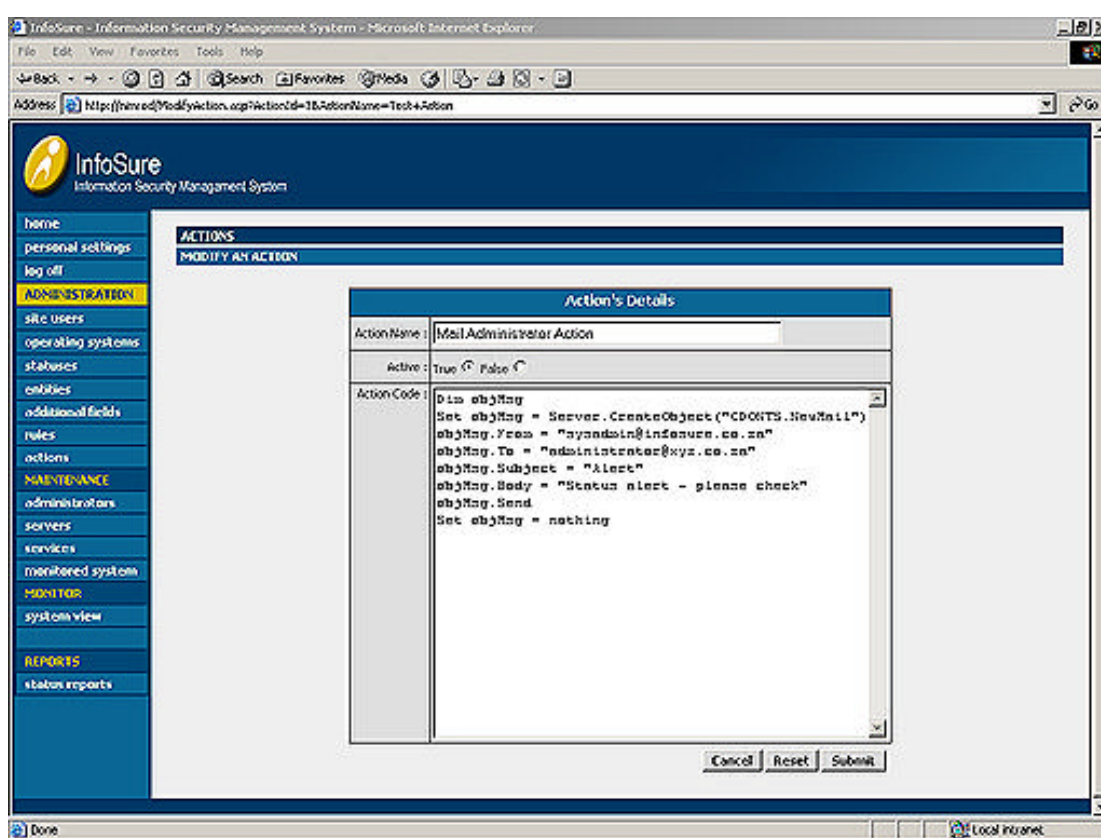 InfoSure - Information Security Management System - Microsoft Internet Explorer
File Edit View Favorites Tools Help
Back Search Favorites Media
Address Go
InfoSure
Information Security Management System
home
personal settings
log off
ADMINISTRATION
site users
operating systems
statuses
entities
additional fields
rules
actions
MAINTENANCE
administrators
servers
services
monitored system
MONITOR
system view
REPORTS
status reports
ACTIONS
MODIFY AN ACTION
Action's Details
Action Name : Mail Administrator Action
Active : True False
Action Code :
Dim objMsg
Set objMsg = Server.CreateObject("CDONTS.NewMail")
objMsg.From = "sysadmin@infosure.co.za"
objMsg.To = "administrator@xyz.co.za"
objMsg.Subject = "Alert"
objMsg.Body = "Status alert - please check"
objMsg.Send
Set objMsg = nothing
Cancel Reset Submit
Done Local intranet